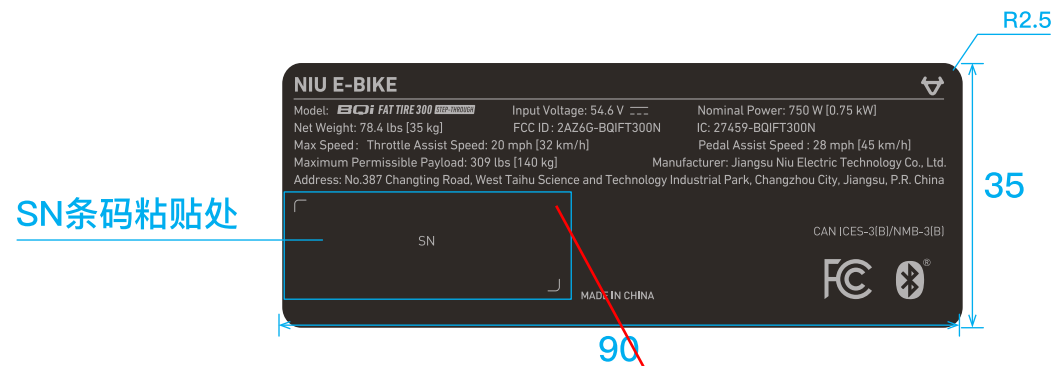 R2.5
NIU E-BIKE
Model: BQi FAT TIRE 300 STEP-THROUGH Input Voltage: 54.6 V Nominal Power: 750 W [0.75 kW]
Net Weight: 78.4 lbs [35 kg] FCC ID : 2AZ6G-BQIFT300N IC: 27459-BQIFT300N
Max Speed : Throttle Assist Speed: 20 mph [32 km/h] Pedal Assist Speed : 28 mph [45 km/h]
Maximum Permissible Payload: 309 lbs [140 kg] Manufacturer: Jiangsu Niu Electric Technology Co., Ltd.
Address: No.387 Changting Road, West Taihu Science and Technology Industrial Park, Changzhou City, Jiangsu, P.R. China
35
SN条码粘贴处
SN
CAN ICES-3(B)/NMB-3(B)
FC ®
MADE IN CHINA
90